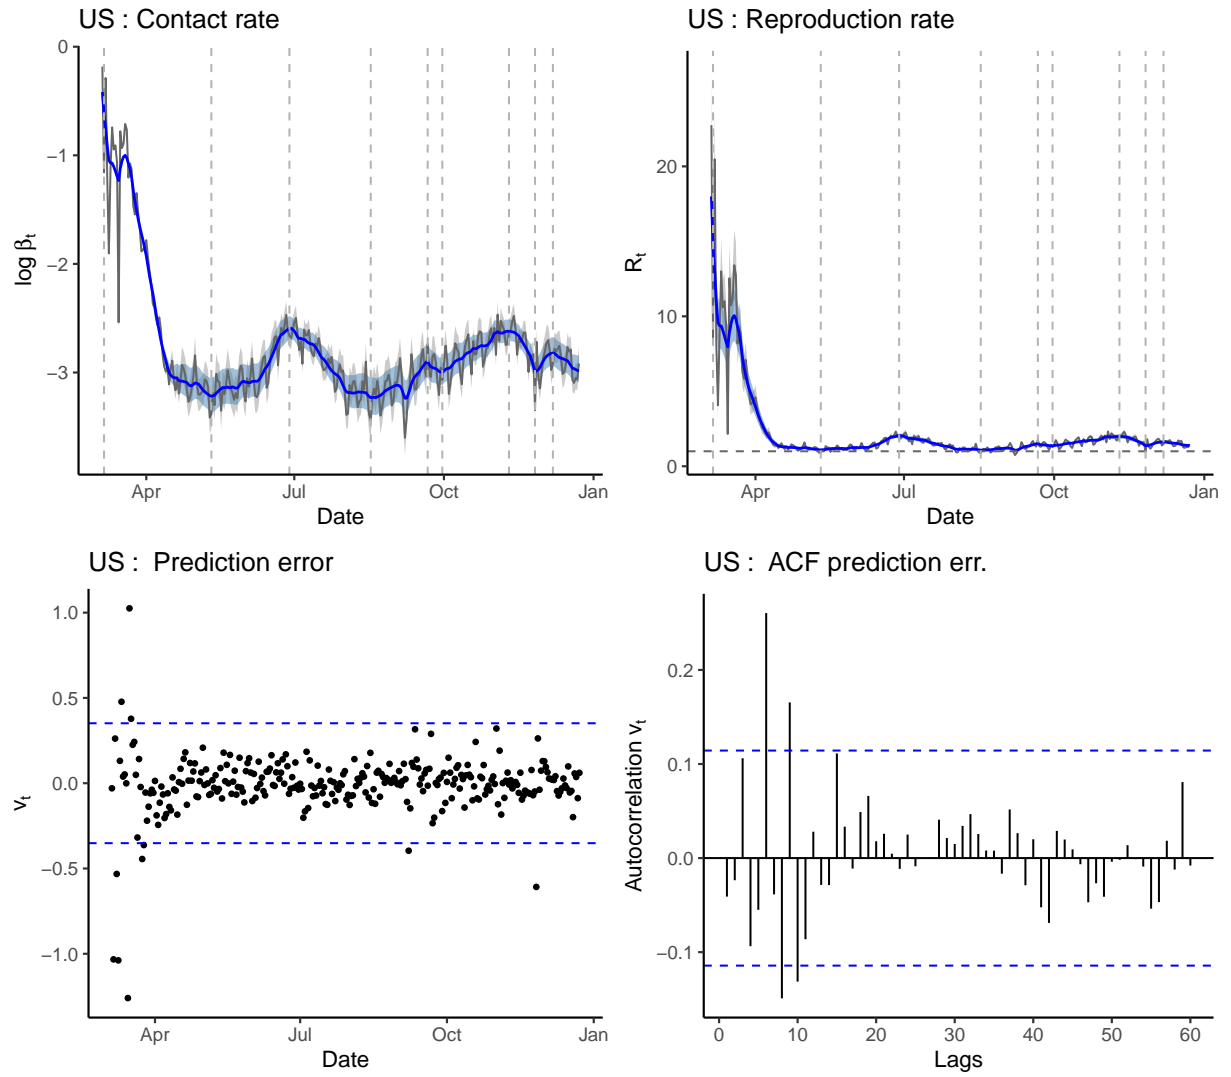 US : Contact rate
0
−1
−2
−3
log βt
Apr
Jul
Oct
Jan
Date
US : Reproduction rate
20
10
0
Rt
Apr
Jul
Oct
Jan
Date
US :  Prediction error
1.0
0.5
0.0
−0.5
−1.0
vt
Apr
Jul
Oct
Jan
Date
US :  ACF prediction err.
0.2
0.1
0.0
−0.1
Autocorrelation vt
0
10
20
30
40
50
60
Lags